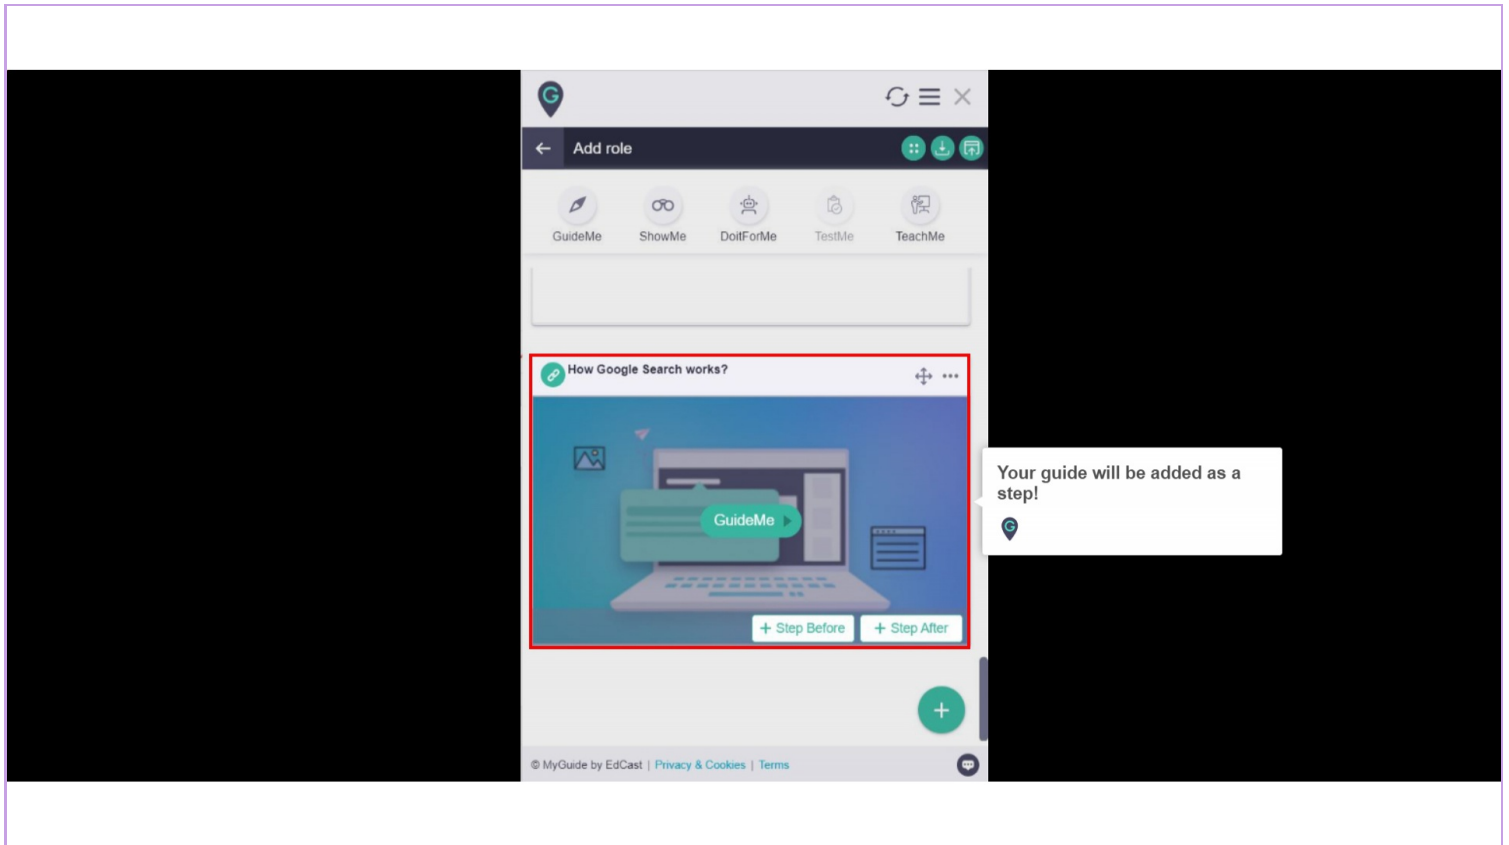 G
Add role
GuideMe ShowMe DoitForMe TestMe TeachMe
How Google Search works?
GuideMe
+ Step Before + Step After
Your guide will be added as a
step!
G
+
© MyGuide by EdCast | Privacy & Cookies | Terms